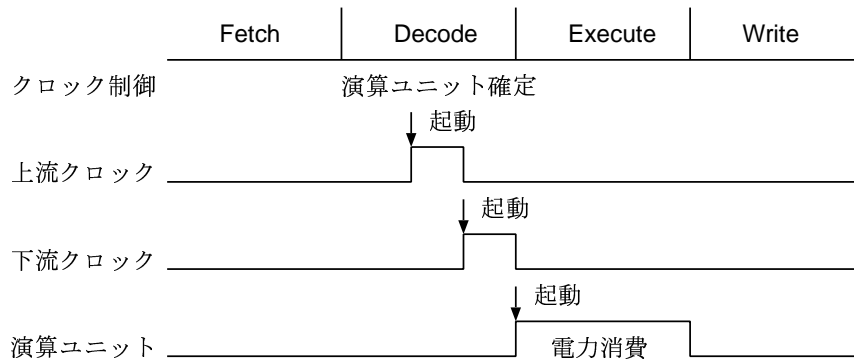 Fetch Decode Execute Write
クロック制御 演算ユニット確定
起動
上流クロック
起動
下流クロック
起動
演算ユニット 電力消費